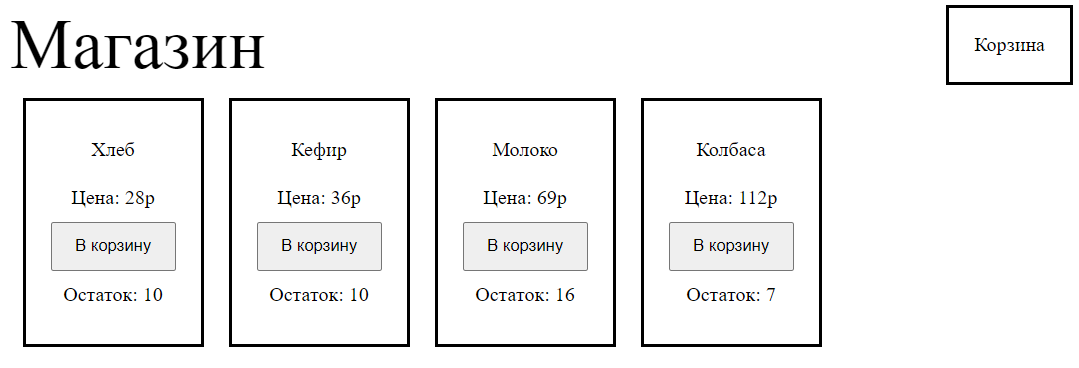 Магазин
Корзина
Хлеб
Цена: 28р
В корзину
Остаток: 10
Кефир
Цена: 36р
В корзину
Остаток: 10
Молоко
Цена: 69р
В корзину
Остаток: 16
Колбаса
Цена: 112р
В корзину
Остаток: 7